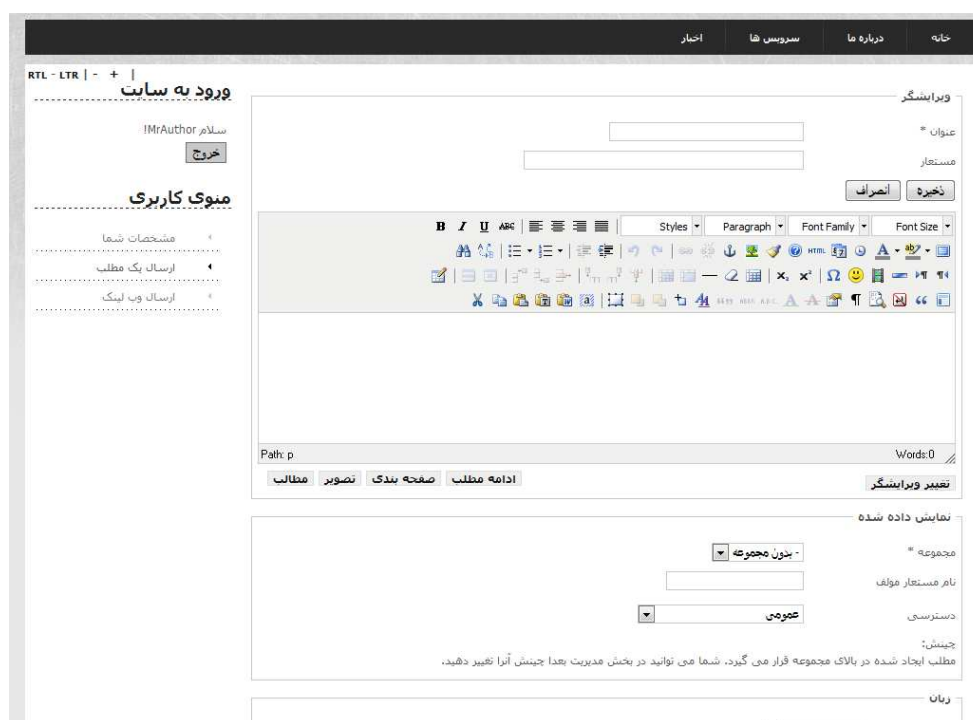 خانه درباره ما سرویس ها اخبار
RTL - LTR | - + |
ورود به سایت
سلام MrAuthor!
خروج
منوی کاربری
مشخصات شما
ارسال یک مطلب
ارسال وب لینک
ویرایشگر
عنوان *
مستعار
ذخیره انصراف
B I U ABC Styles Paragraph Font Family Font Size
HTML
Path: p Words:0
ادامه مطلب صفحه بندی تصویر مطالب
تغییر ویرایشگر
نمایش داده شده
مجموعه * - بدون مجموعه
نام مستعار مولف
دسترسی عمومی
چینش:
مطلب ایجاد شده در بالای مجموعه قرار می گیرد. شما می توانید در بخش مدیریت بعدا چینش آنرا تغییر دهید.
زبان